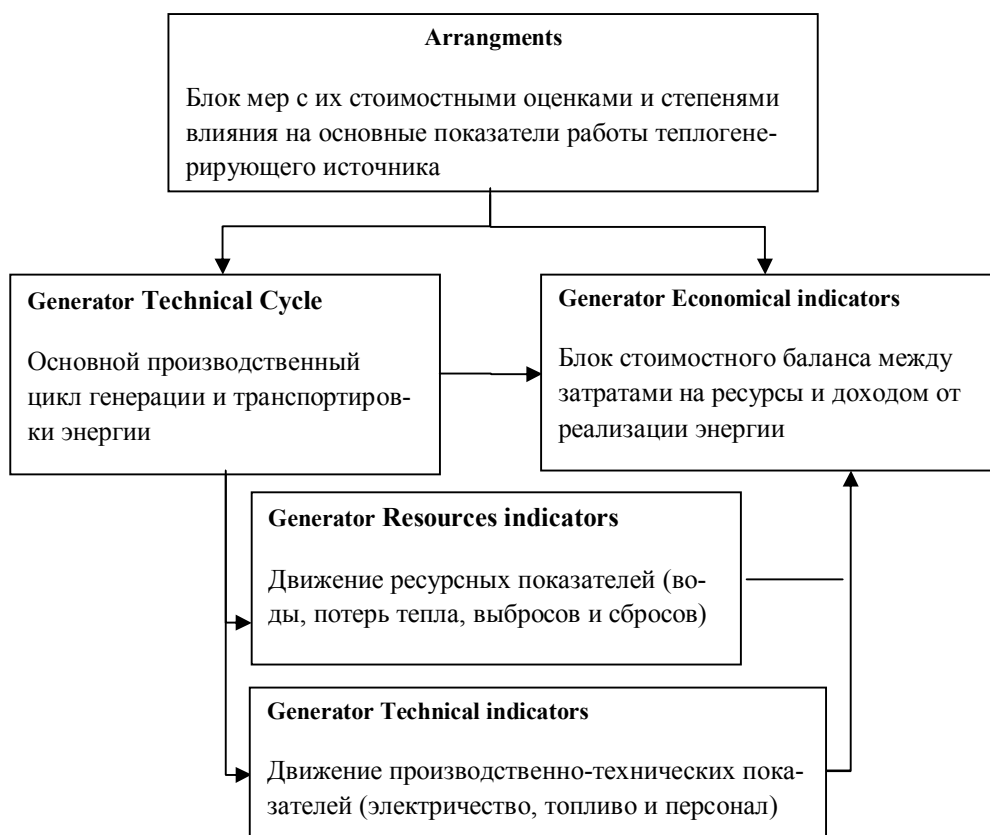 Arrangments
Блок мер с их стоимостными оценками и степенями
влияния на основные показатели работы теплогене-
рирующего источника
Generator Technical Cycle
Основной производственный
цикл генерации и транспортиров-
ки энергии
Generator Economical indicators
Блок стоимостного баланса между
затратами на ресурсы и доходом от
реализации энергии
Generator Resources indicators
Движение ресурсных показателей (во-
ды, потерь тепла, выбросов и сбросов)
Generator Technical indicators
Движение производственно-технических пока-
зателей (электричество, топливо и персонал)